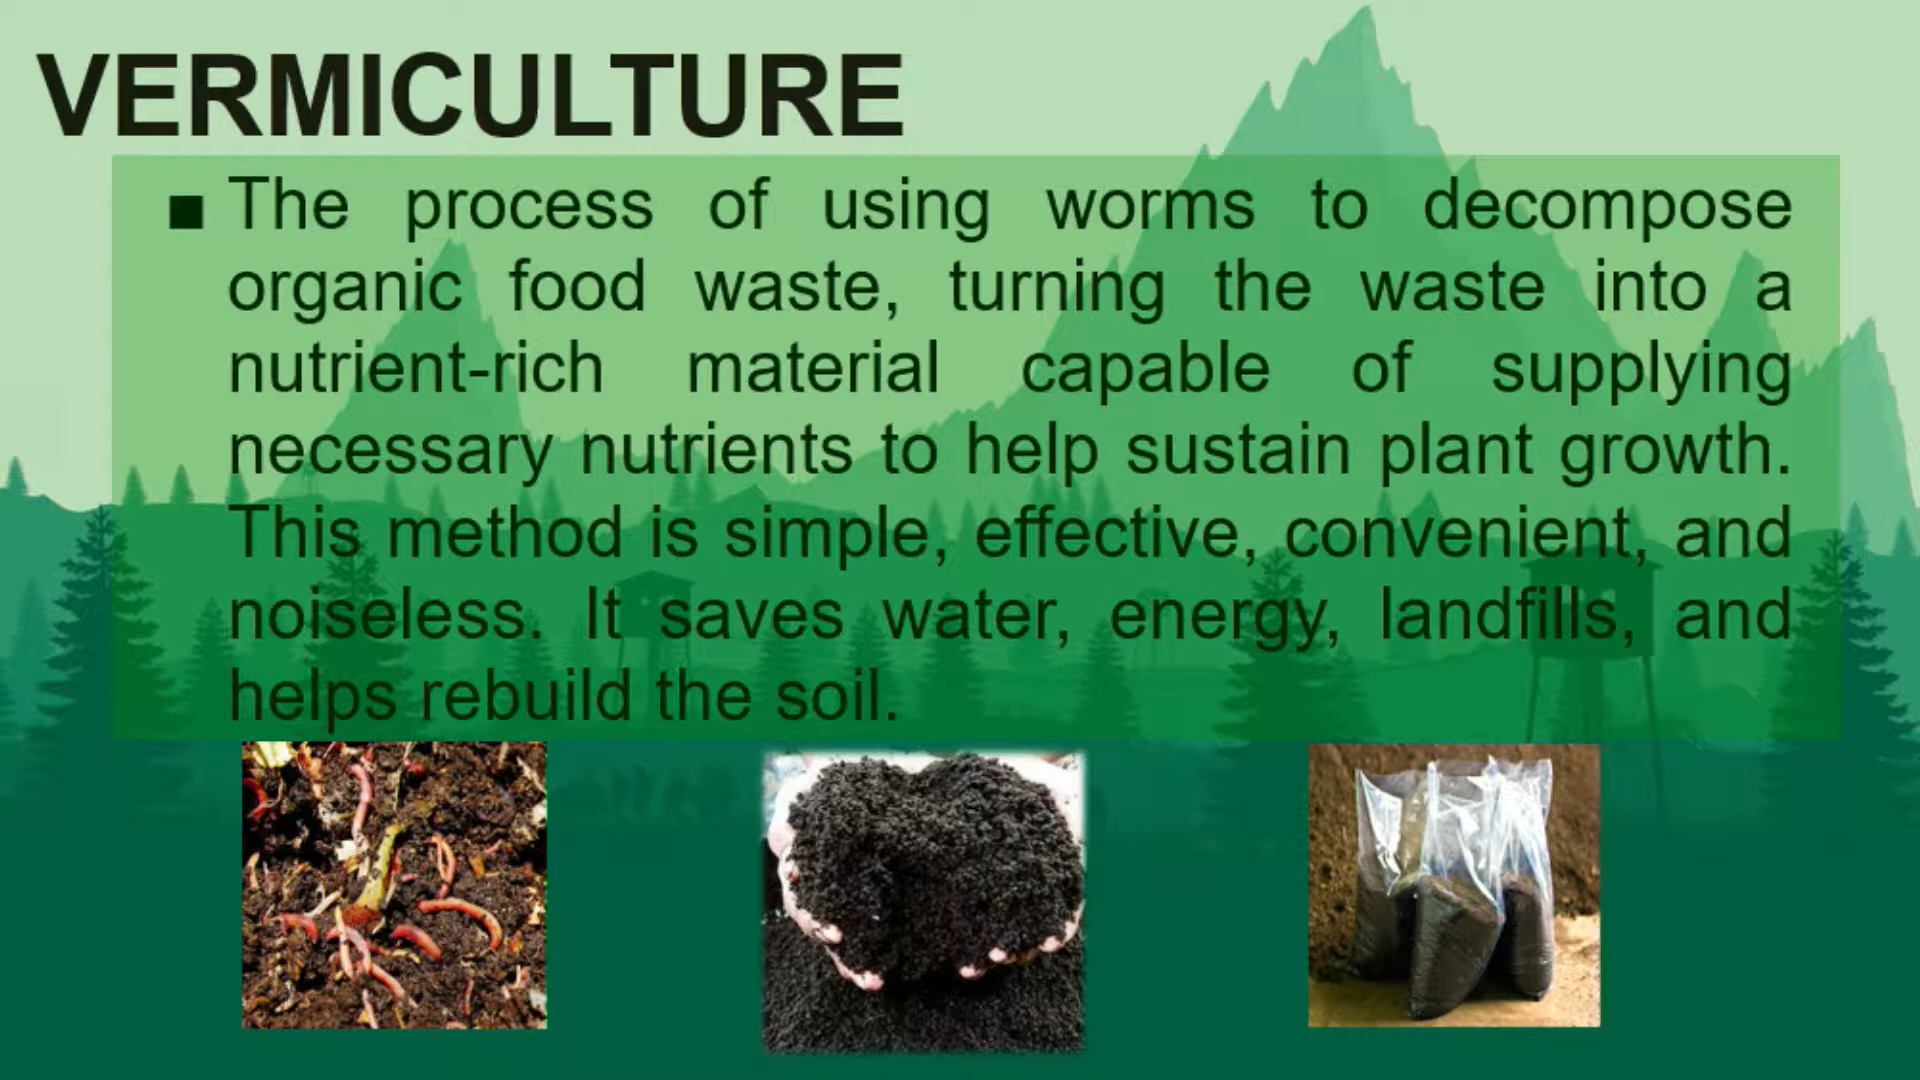 VERMICULTURE
■ The process of using worms to decompose
organic food waste, turning the waste into a
nutrient-rich material capable of supplying
necessary nutrients to help sustain plant growth.
This method is simple, effective, convenient, and
noiseless. It saves water, energy, landfills, and
helps rebuild the soil.